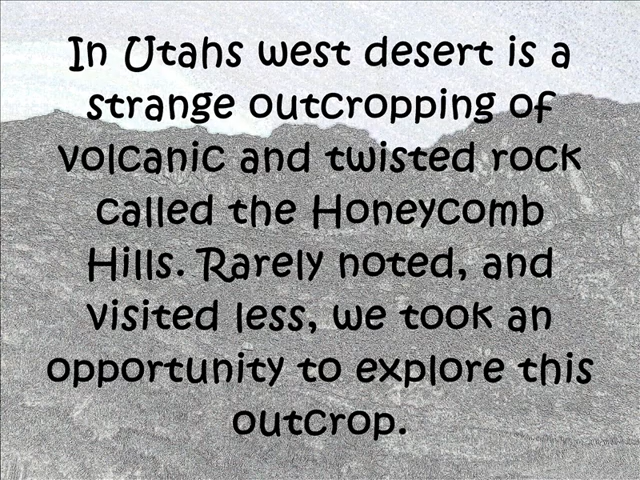 In Utahs west desert is a
strange outcropping of
volcanic and twisted rock
called the Honeycomb
Hills. Rarely noted, and
visited less, we took an
opportunity to explore this
outcrop.